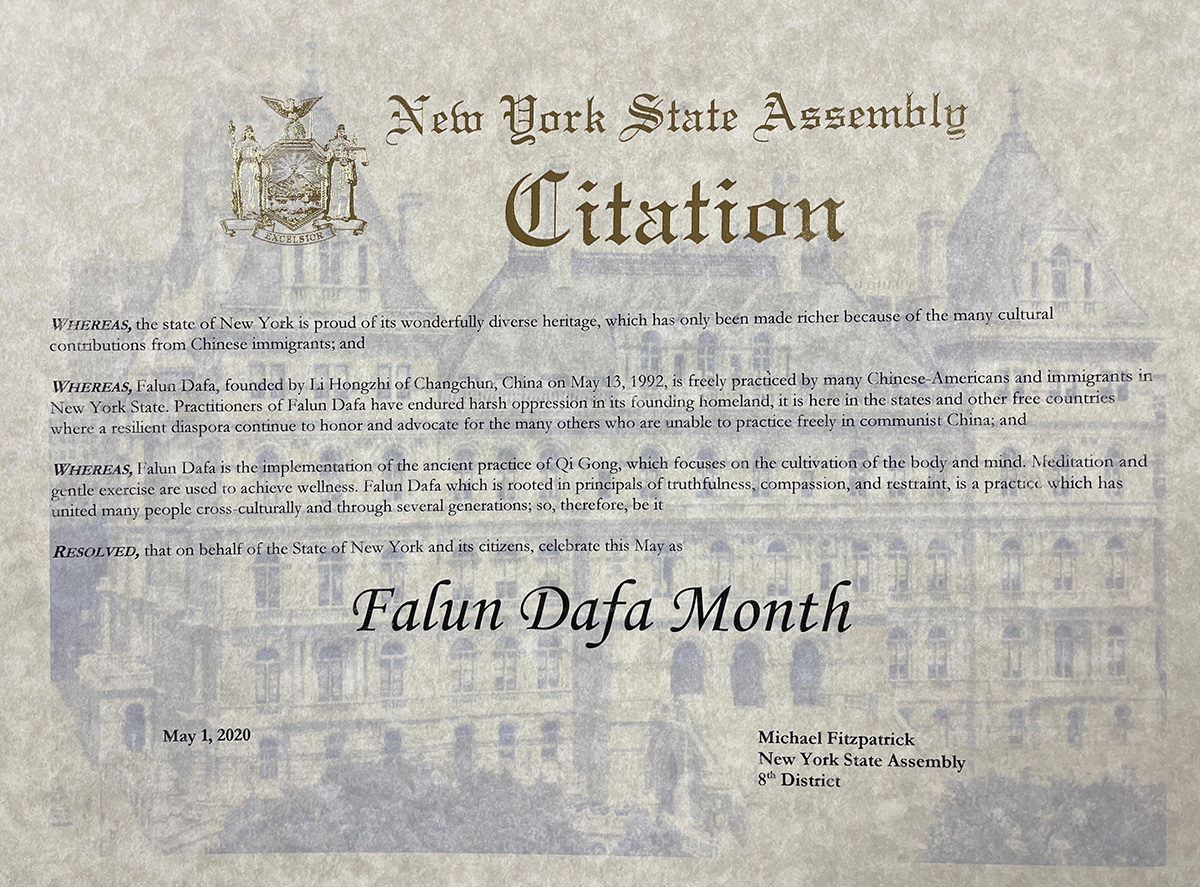 New York State Assembly
Citation
EXCELSIOR
WHEREAS, the state of New York is proud of its wonderfully diverse heritage, which has only been made richer because of the many cultural
contributions from Chinese immigrants; and
WHEREAS, Falun Dafa, founded by Li Hongzhi of Changchun, China on May 13, 1992, is freely practiced by many Chinese-Americans and immigrants in
New York State. Practitioners of Falun Dafa have endured harsh oppression in its founding homeland, it is here in the states and other free countries
where a resilient diaspora continue to honor and advocate for the many others who are unable to practice freely in communist China; and
WHEREAS, Falun Dafa is the implementation of the ancient practice of Qi Gong, which focuses on the cultivation of the body and mind. Meditation and
gentle exercise are used to achieve wellness. Falun Dafa which is rooted in principals of truthfulness, compassion, and restraint, is a practice which has
united many people cross-culturally and through several generations; so, therefore, be it
RESOLVED, that on behalf of the State of New York and its citizens, celebrate this May as
Falun Dafa Month
May 1, 2020
Michael Fitzpatrick
New York State Assembly
8th District